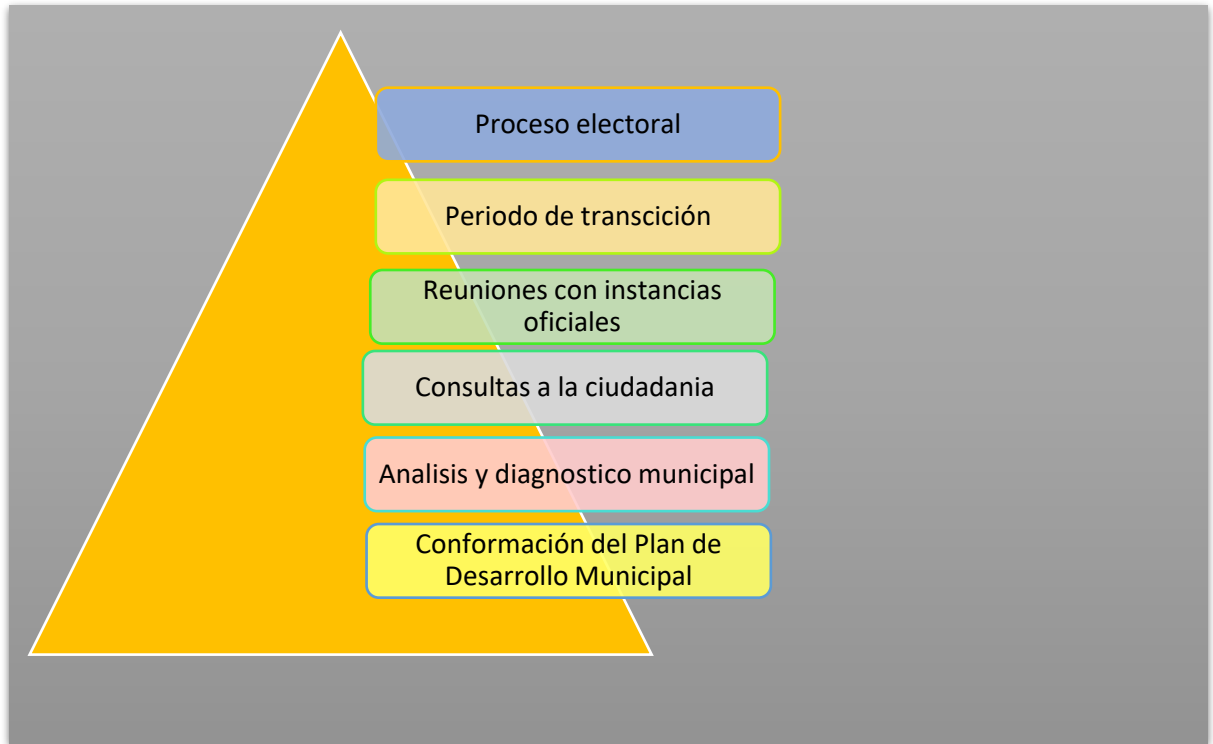 Proceso electoral
Periodo de transcición
Reuniones con instancias
oficiales
Consultas a la ciudadania
Analisis y diagnostico municipal
Conformación del Plan de
Desarrollo Municipal